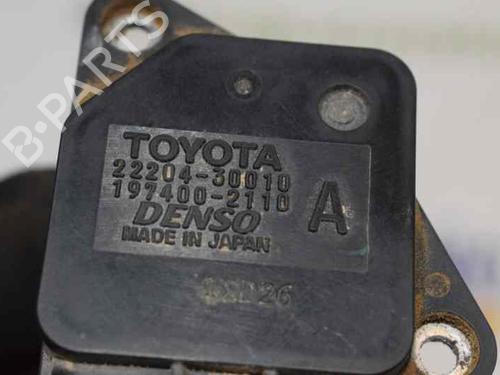 B-PARTS
TOYOTA
22204-30010
197400-2110
A
DENSO
MADE IN JAPAN